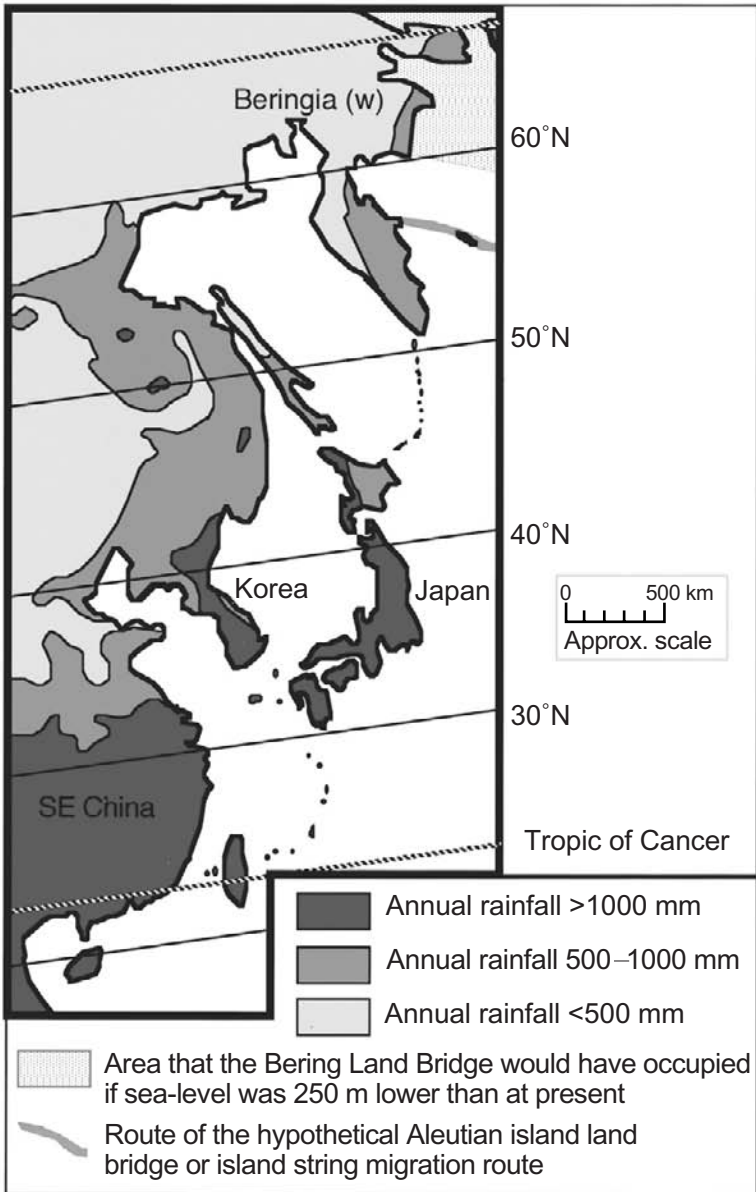 Beringia (w)
60°N
50°N
40°N
Korea
Japan
0 500 km
Approx. scale
30°N
SE China
Tropic of Cancer
Annual rainfall >1000 mm
Annual rainfall 500–1000 mm
Annual rainfall <500 mm
Area that the Bering Land Bridge would have occupied
if sea-level was 250 m lower than at present
Route of the hypothetical Aleutian island land
bridge or island string migration route